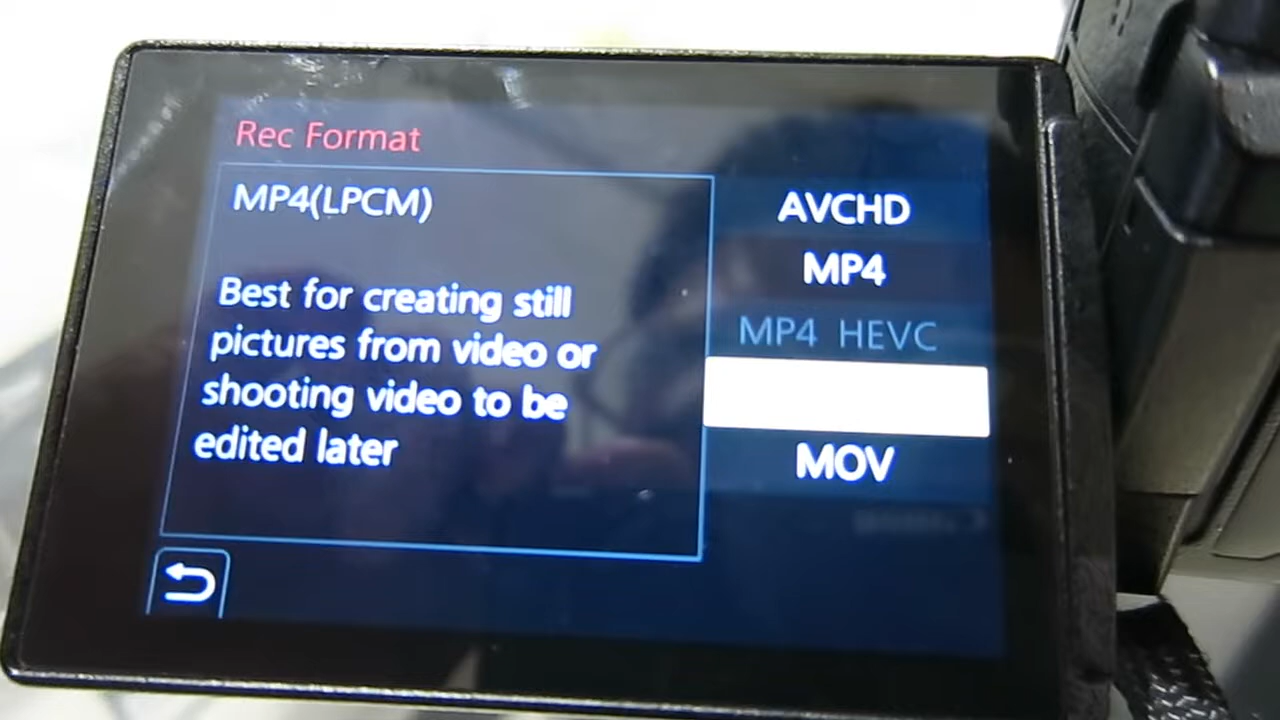 Rec Format
MP4(LPCM)
Best for creating still
pictures from video or
shooting video to be
edited later
AVCHD
MP4
MP4 HEVC
MOV